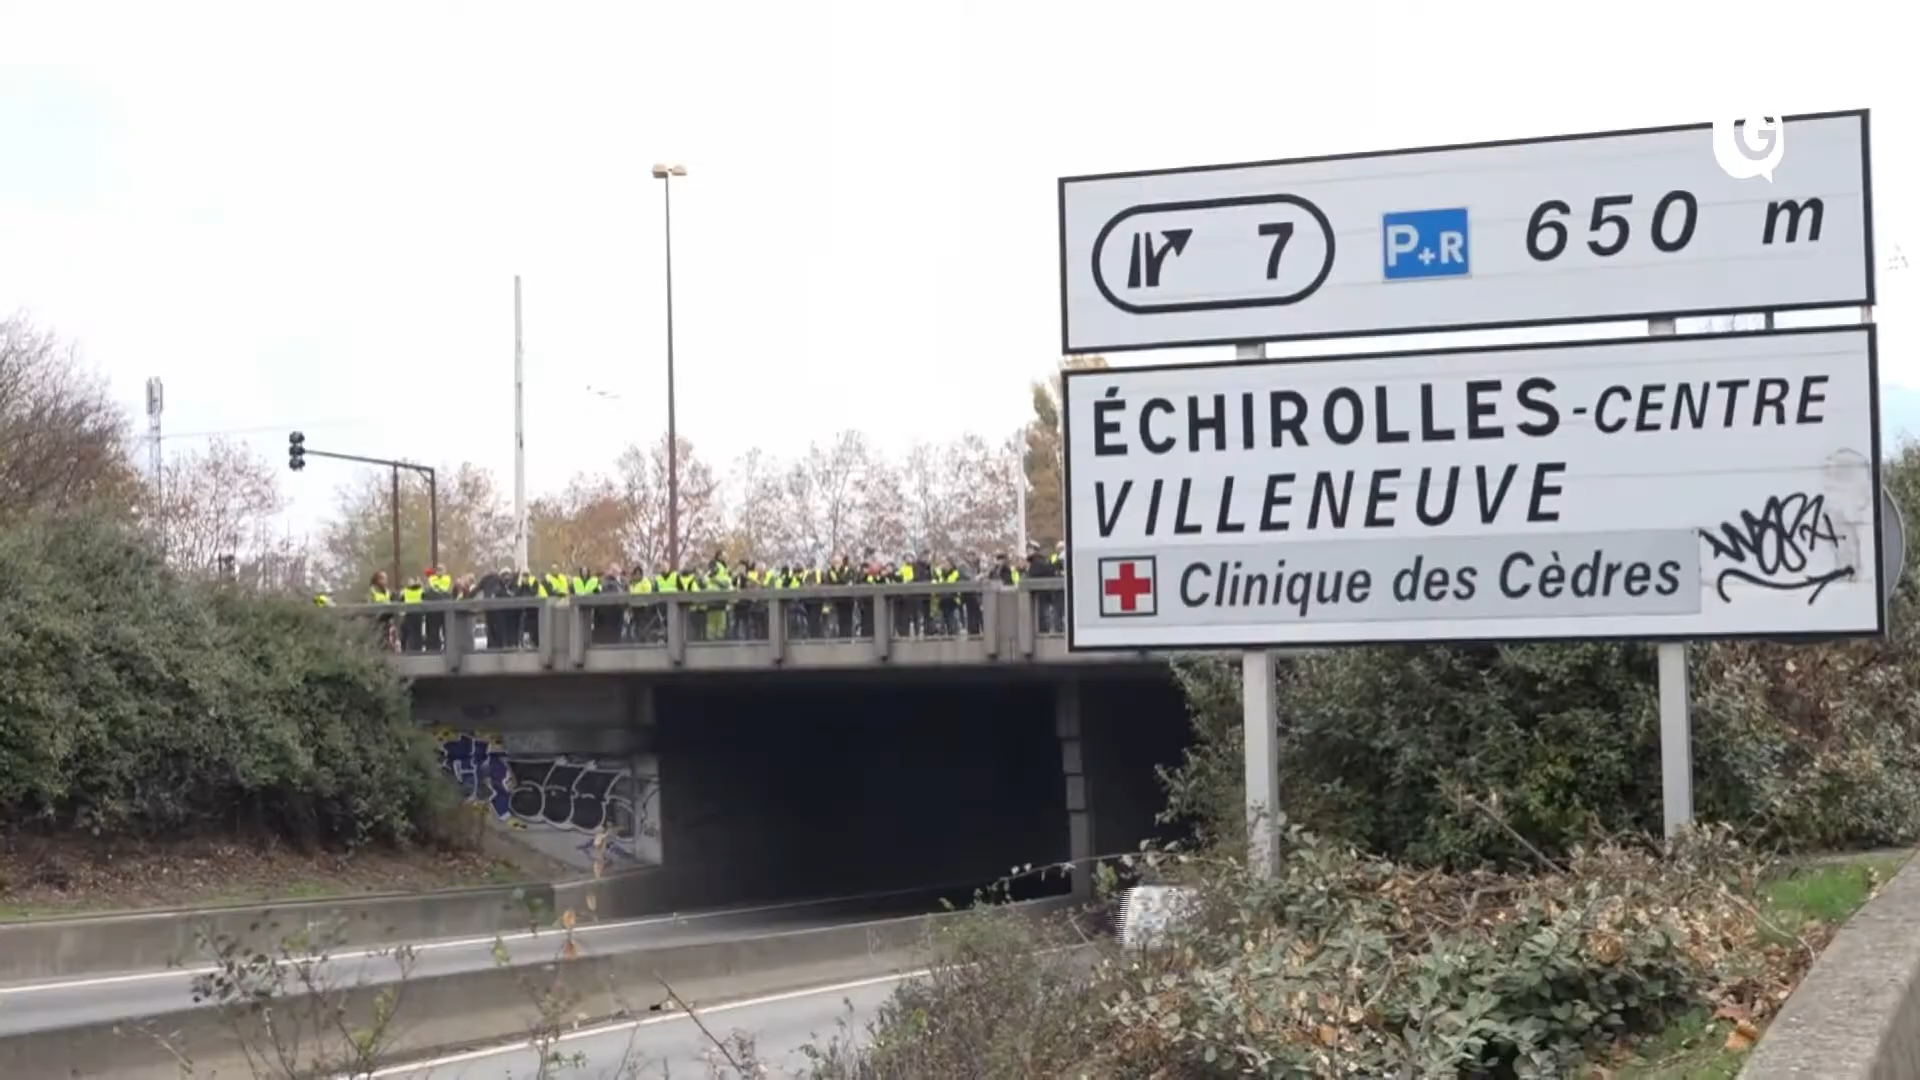 7 P+R 650 m
ÉCHIROLLES-CENTRE
VILLENEUVE
Clinique des Cèdres
G